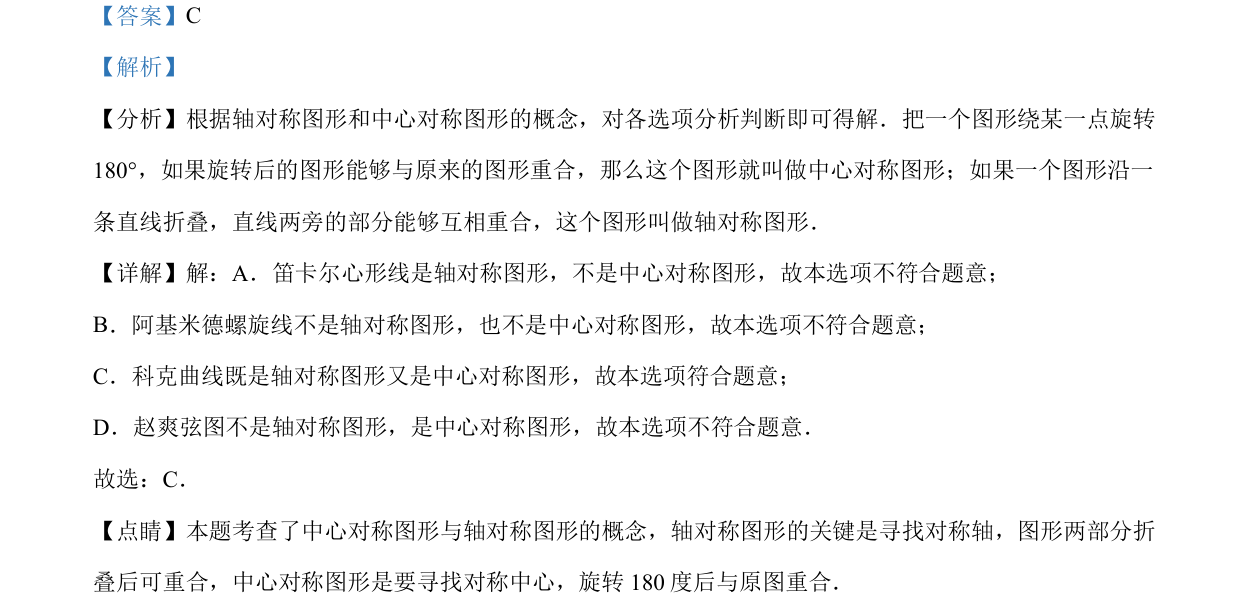 【答案】C
【解析】
【分析】根据轴对称图形和中心对称图形的概念，对各选项分析判断即可得解．把一个图形绕某一点旋转
180°，如果旋转后的图形能够与原来的图形重合，那么这个图形就叫做中心对称图形；如果一个图形沿一
条直线折叠，直线两旁的部分能够互相重合，这个图形叫做轴对称图形．
【详解】解：A．笛卡尔心形线是轴对称图形，不是中心对称图形，故本选项不符合题意；
B．阿基米德螺旋线不是轴对称图形，也不是中心对称图形，故本选项不符合题意；
C．科克曲线既是轴对称图形又是中心对称图形，故本选项符合题意；
D．赵爽弦图不是轴对称图形，是中心对称图形，故本选项不符合题意．
故选：C．
【点睛】本题考查了中心对称图形与轴对称图形的概念，轴对称图形的关键是寻找对称轴，图形两部分折
叠后可重合，中心对称图形是要寻找对称中心，旋转 180 度后与原图重合．